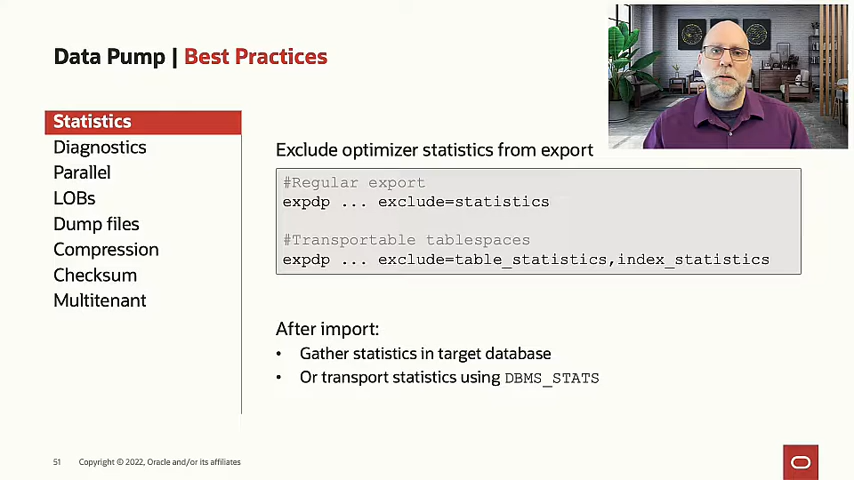 Data Pump | Best Practices
Statistics
Diagnostics
Parallel
LOBs
Dump files
Compression
Checksum
Multitenant
Exclude optimizer statistics from export
#Regular export
expdp ... exclude=statistics
#Transportable tablespaces
expdp ... exclude=table_statistics,index_statistics
After import:
• Gather statistics in target database
• Or transport statistics using DBMS_STATS
51 Copyright © 2022, Oracle and/or its affiliates